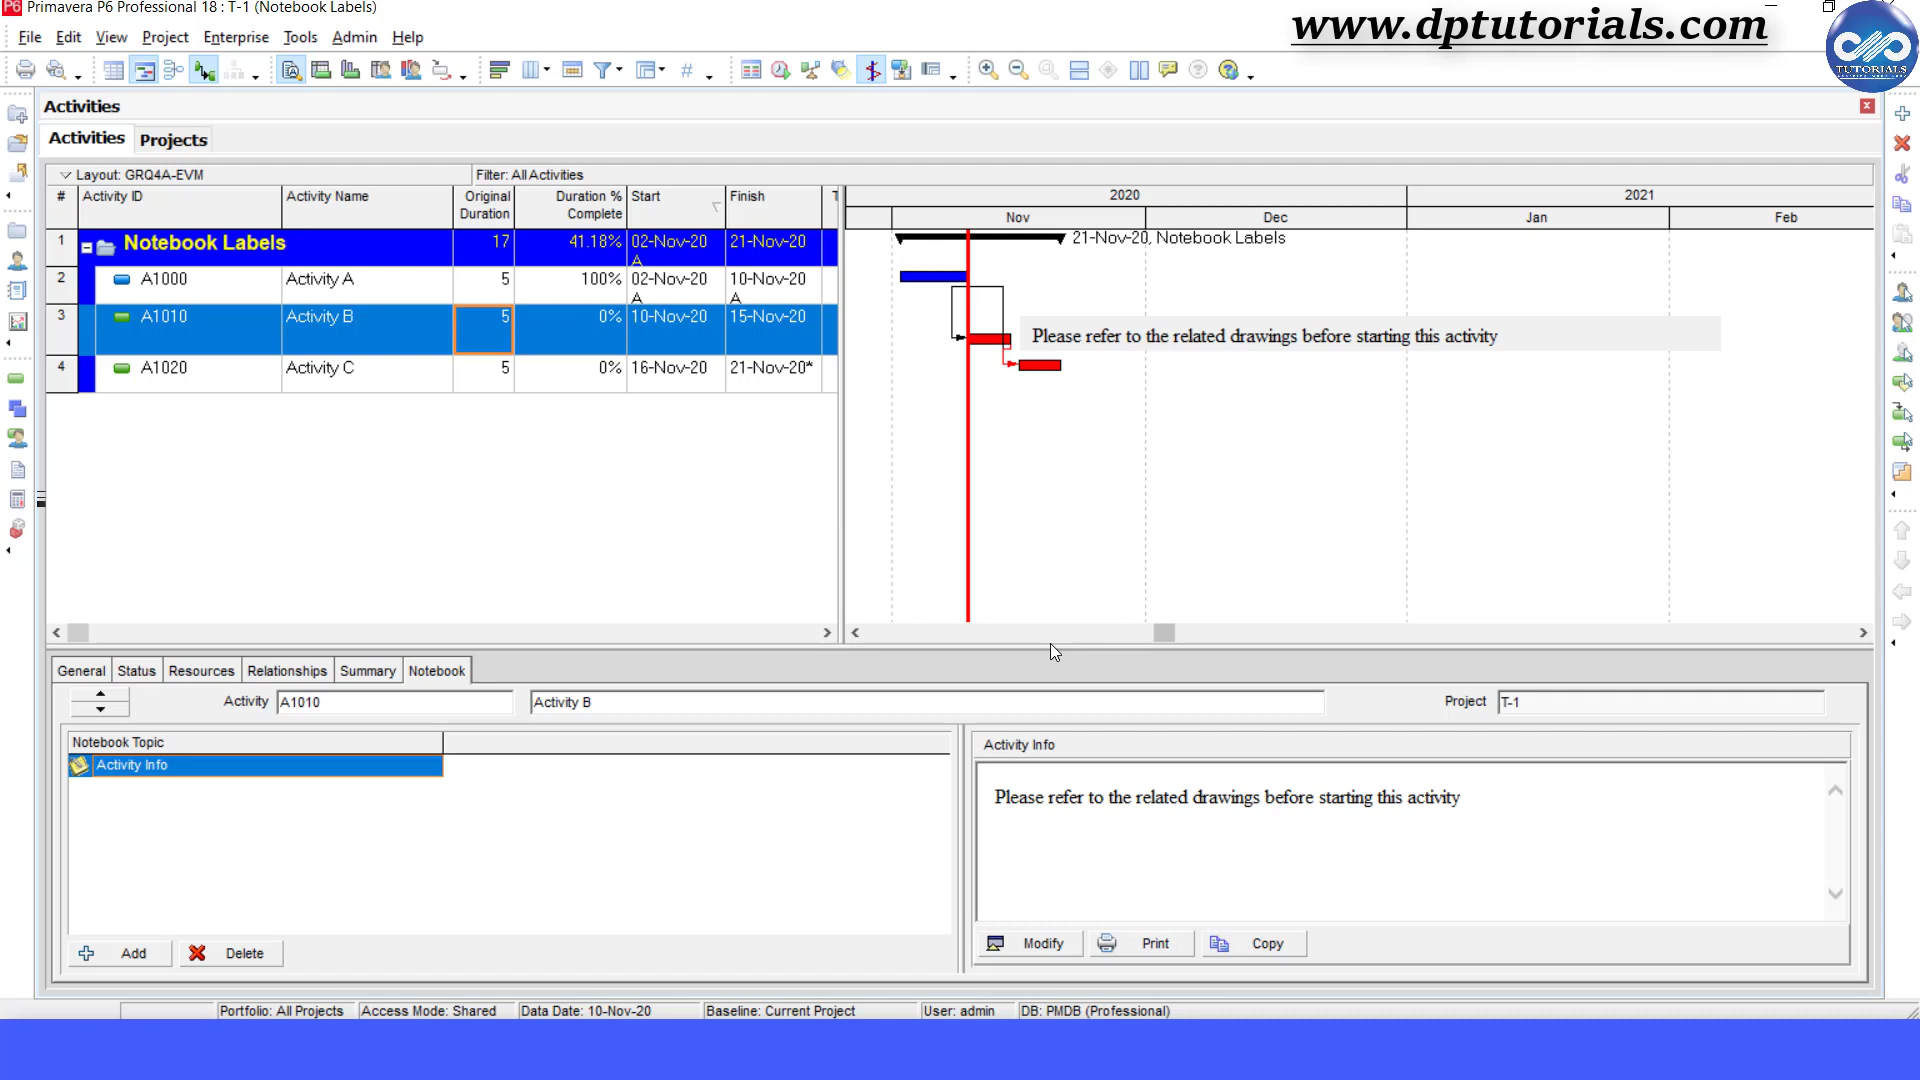 P6 Primavera P6 Professional 18 : T-1 (Notebook Labels)
www.dptutorials.com
TUTORIALS
File Edit View Project Enterprise Tools Admin Help
Activities
Activities Projects
Layout: GRQ4A-EVM Filter: All Activities
# Activity ID Activity Name Original Duration Duration % Complete Start Finish T
2020 2021
Nov Dec Jan Feb
1 Notebook Labels 17 41.18% 02-Nov-20 A 21-Nov-20
21-Nov-20, Notebook Labels
2 A1000 Activity A 5 100% 02-Nov-20 A 10-Nov-20 A
3 A1010 Activity B 5 0% 10-Nov-20 15-Nov-20
Please refer to the related drawings before starting this activity
4 A1020 Activity C 5 0% 16-Nov-20 21-Nov-20*
General Status Resources Relationships Summary Notebook
Activity A1010 Activity B Project T-1
Notebook Topic
Activity Info
Activity Info
Please refer to the related drawings before starting this activity
Add Delete
Modify Print Copy
Portfolio: All Projects Access Mode: Shared Data Date: 10-Nov-20 Baseline: Current Project User: admin DB: PMDB (Professional)